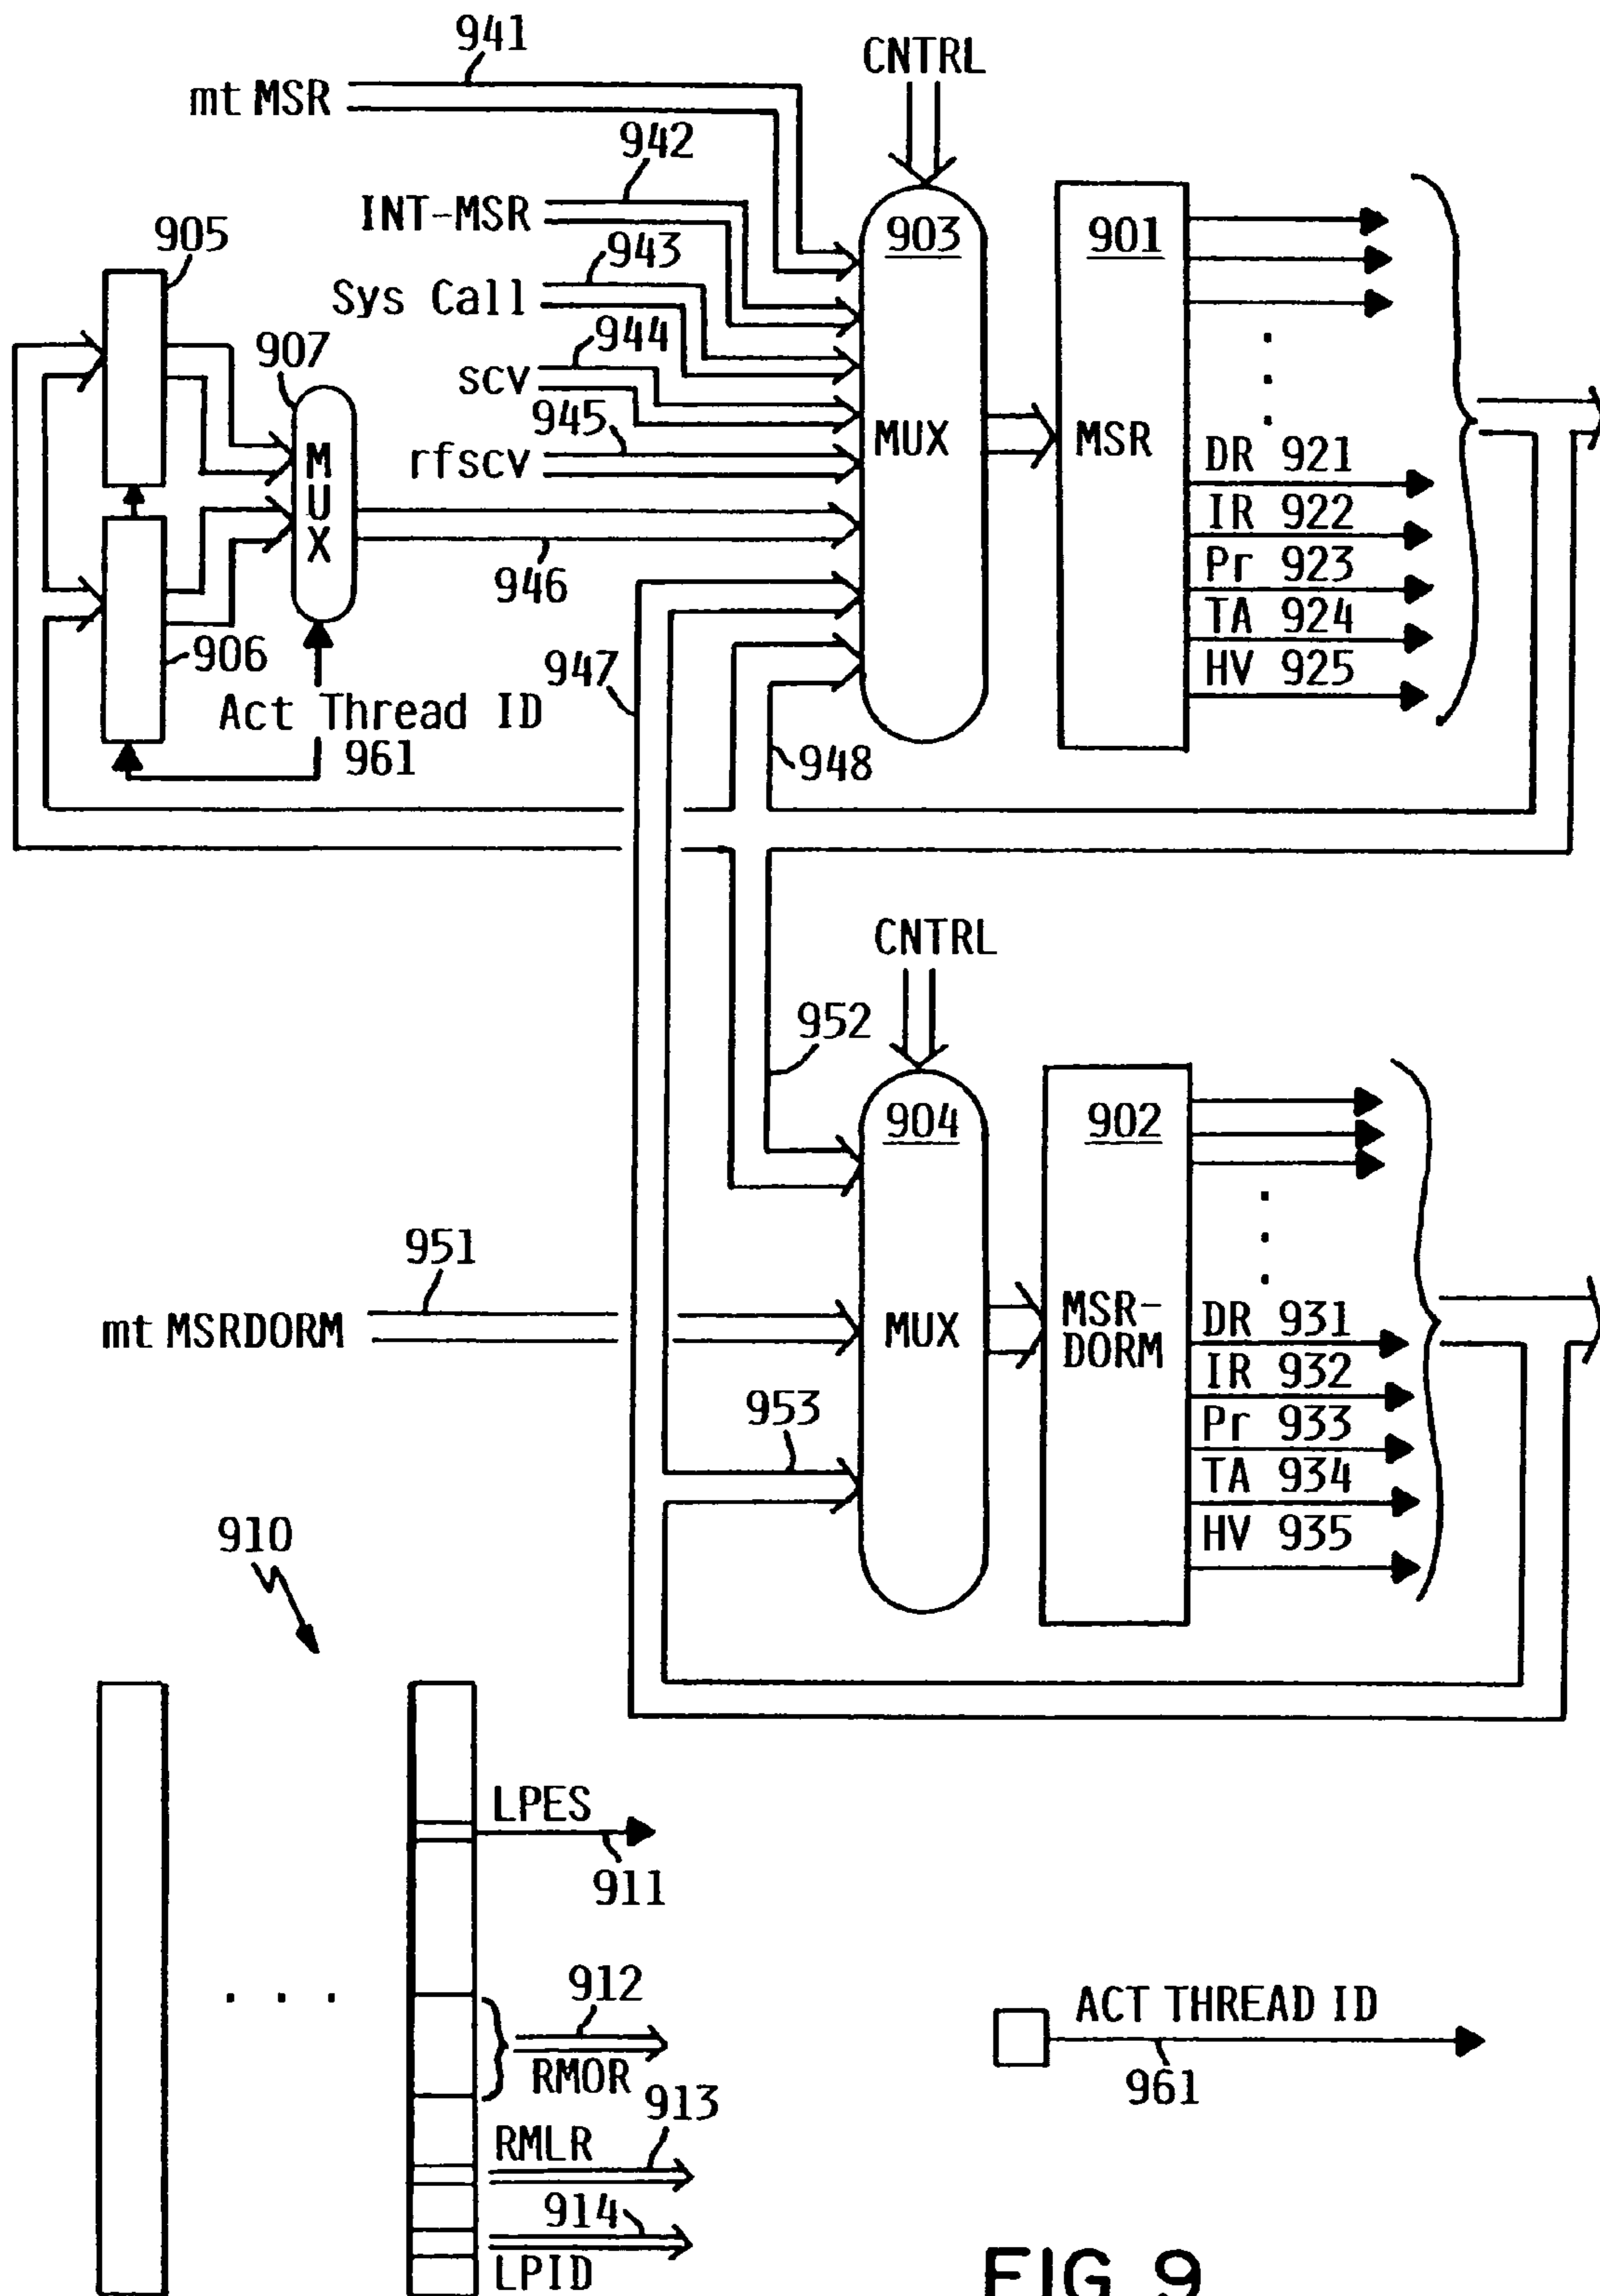 941
CNTRL
mt MSR
942
INT-MSR
903
901
905
943
Sys Call
944
907
scv
945
MUX
MSR
DR 921
rfscv
MUX
IR 922
Pr 923
946
TA 924
906
947
HV 925
Act Thread ID
961
948
CNTRL
952
904
902
951
MSR-
DORM
mt MSRDORM
MUX
DR 931
IR 932
953
Pr 933
TA 934
910
HV 935
LPES
911
912
ACT THREAD ID
RMOR
913
961
RMLR
914
LPID
FIG. 9